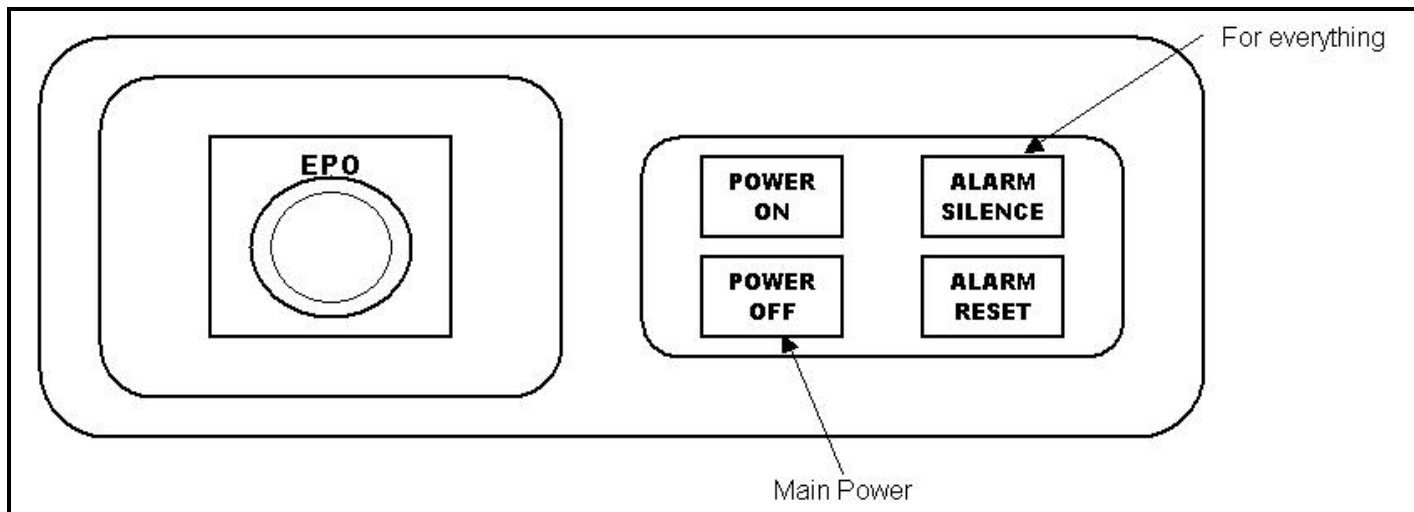 For everything
EPO
POWER
ON
ALARM
SILENCE
POWER
OFF
ALARM
RESET
Main Power